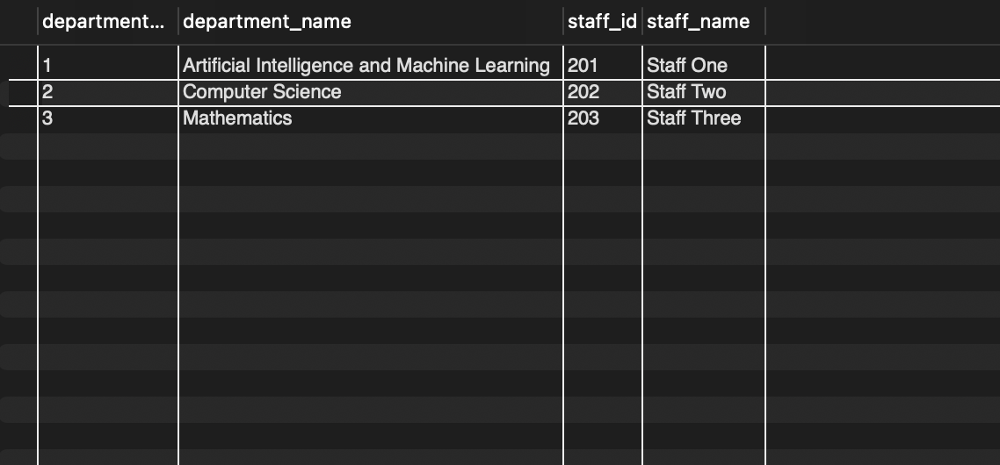 department... department_name staff_id staff_name
1 Artificial Intelligence and Machine Learning 201 Staff One
2 Computer Science 202 Staff Two
3 Mathematics 203 Staff Three